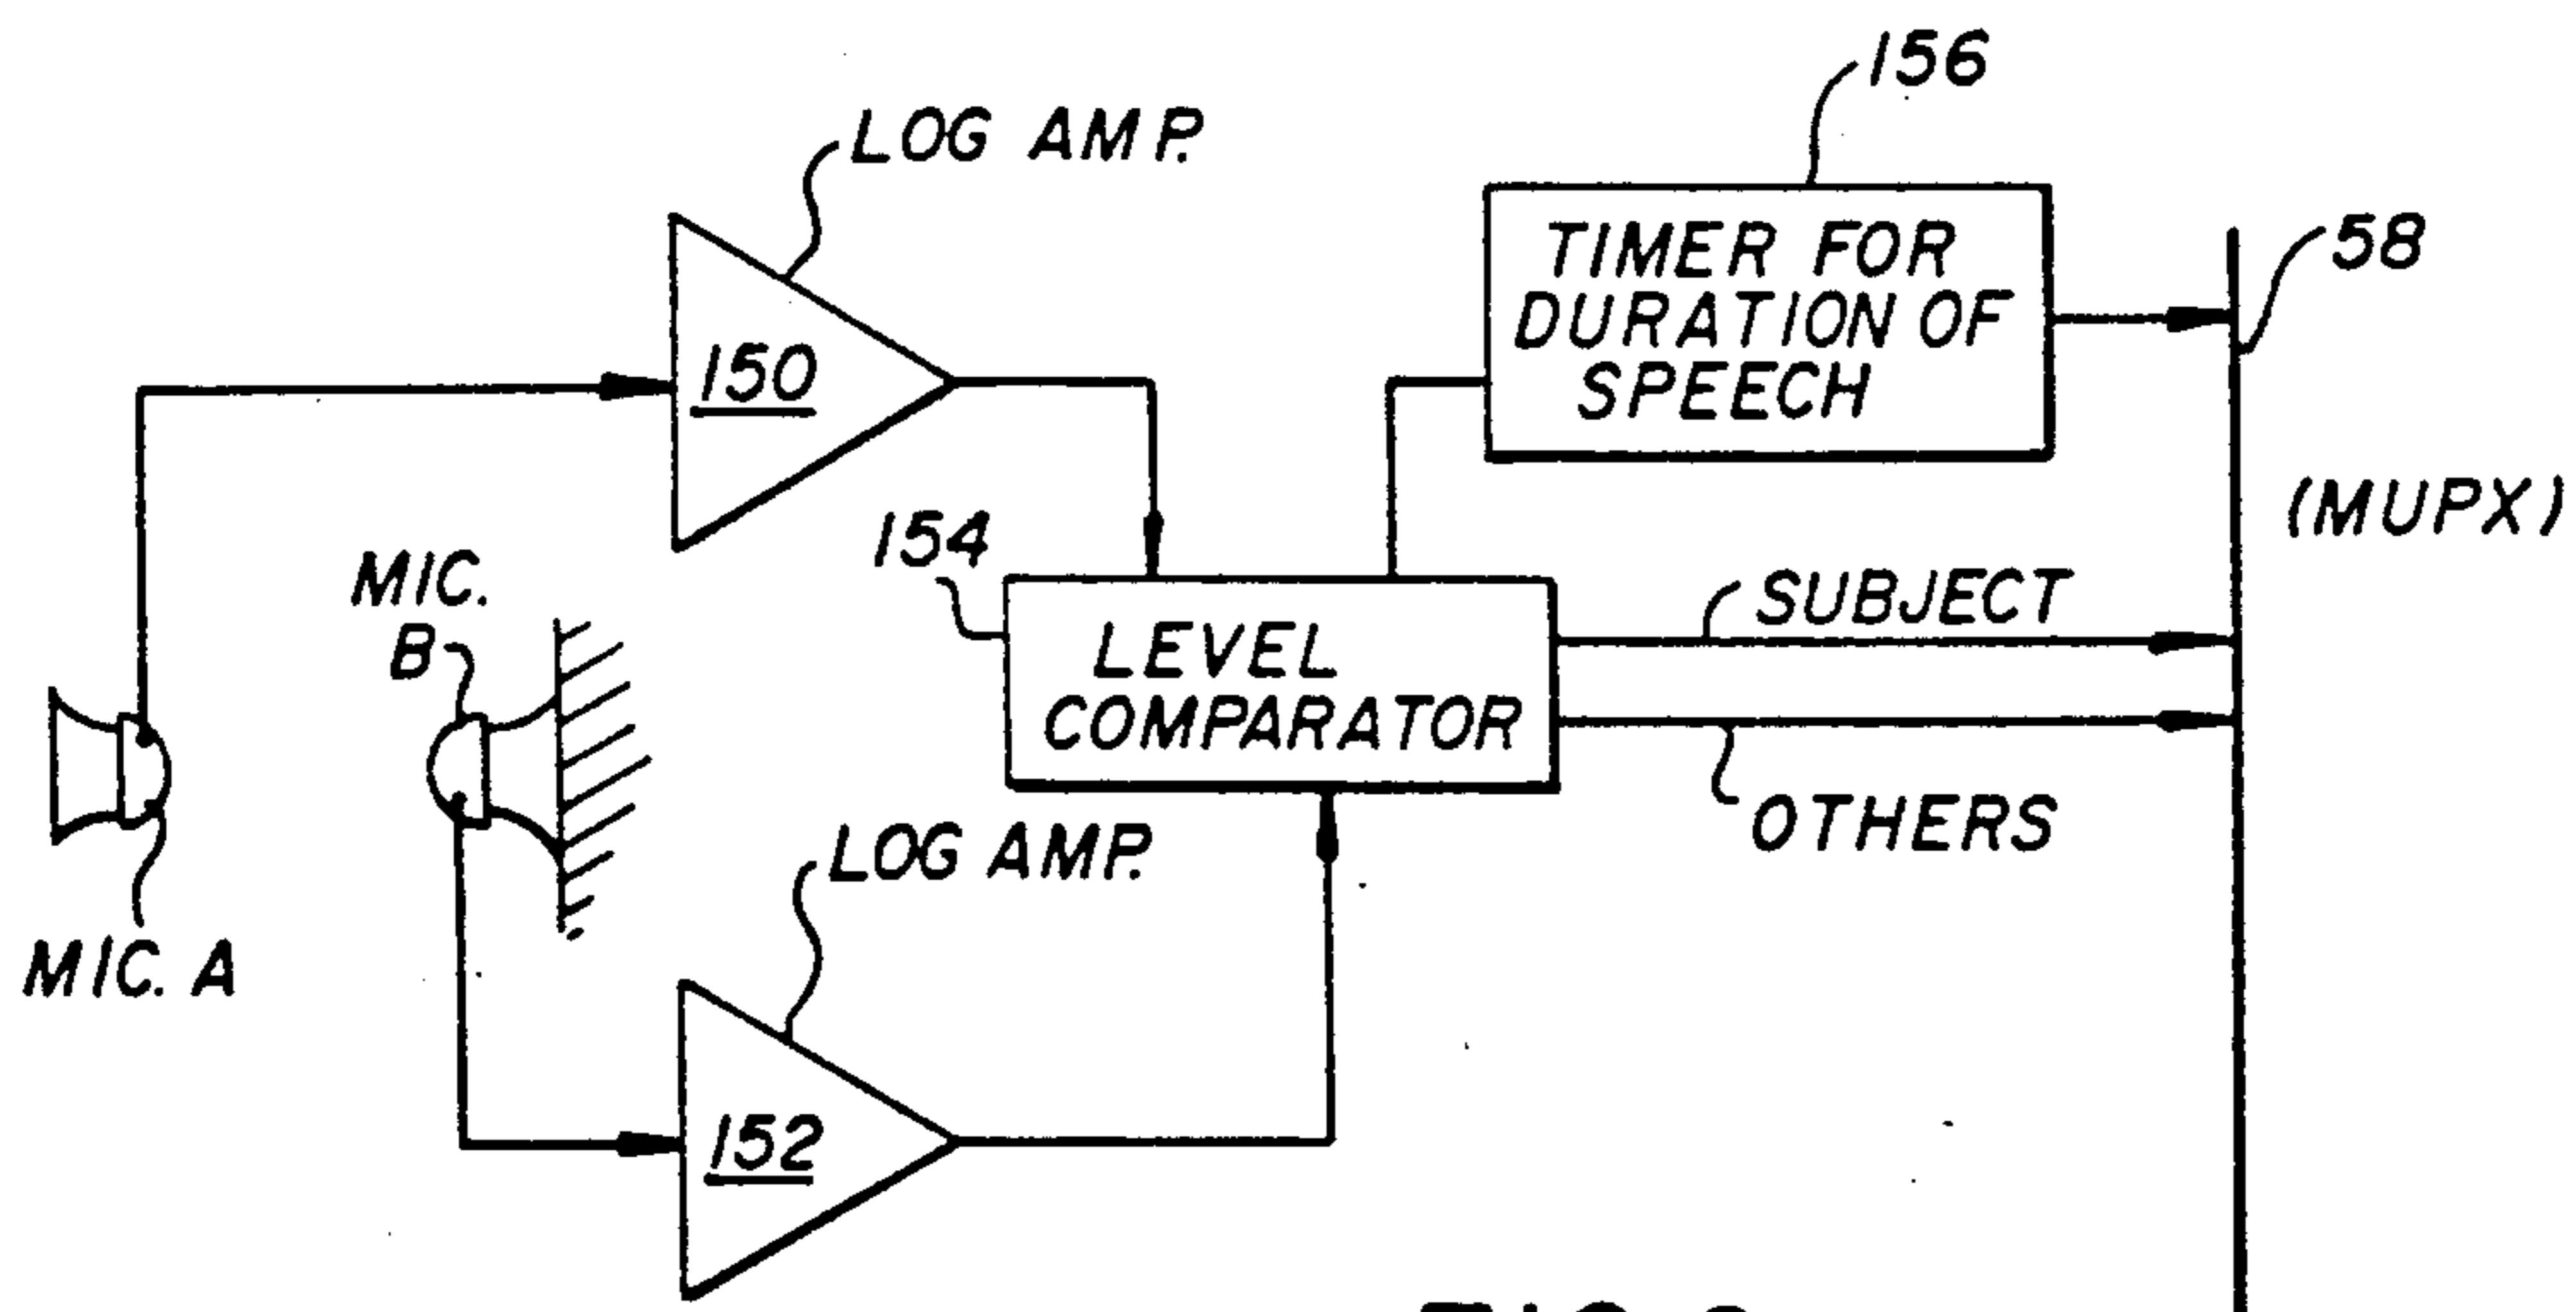 156
LOG AMP.
58
TIMER FOR
DURATION OF
SPEECH
150
(MUPX)
154
MIC.
B
SUBJECT
LEVEL
COMPARATOR
OTHERS
LOG AMP.
MIC. A
152